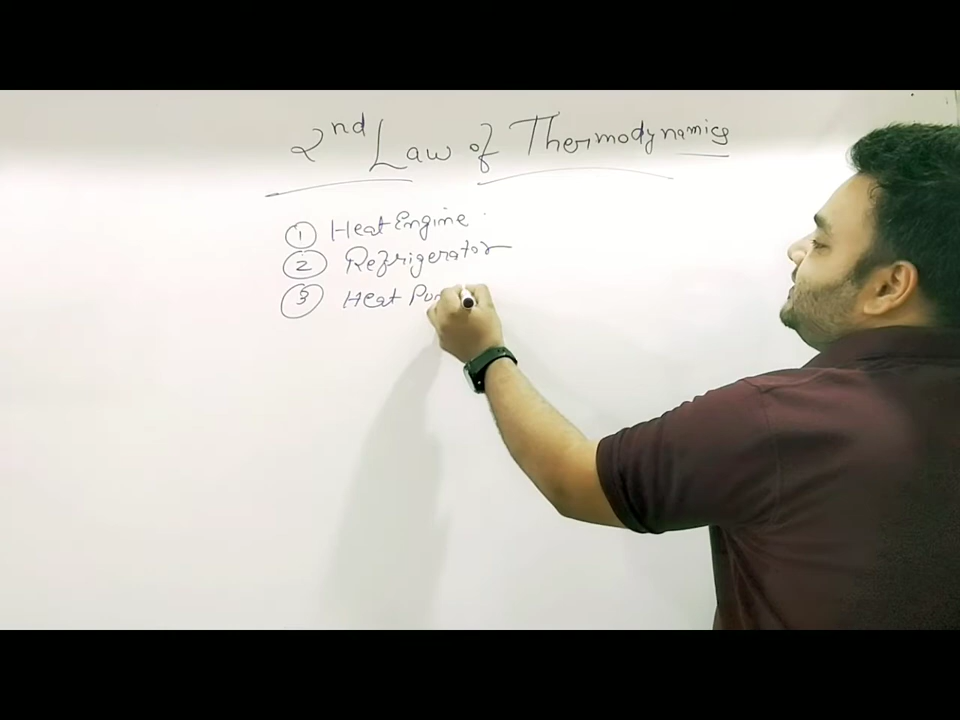 2nd Law of Thermodynamics
1 Heat Engine
2 Refrigerator
3 Heat